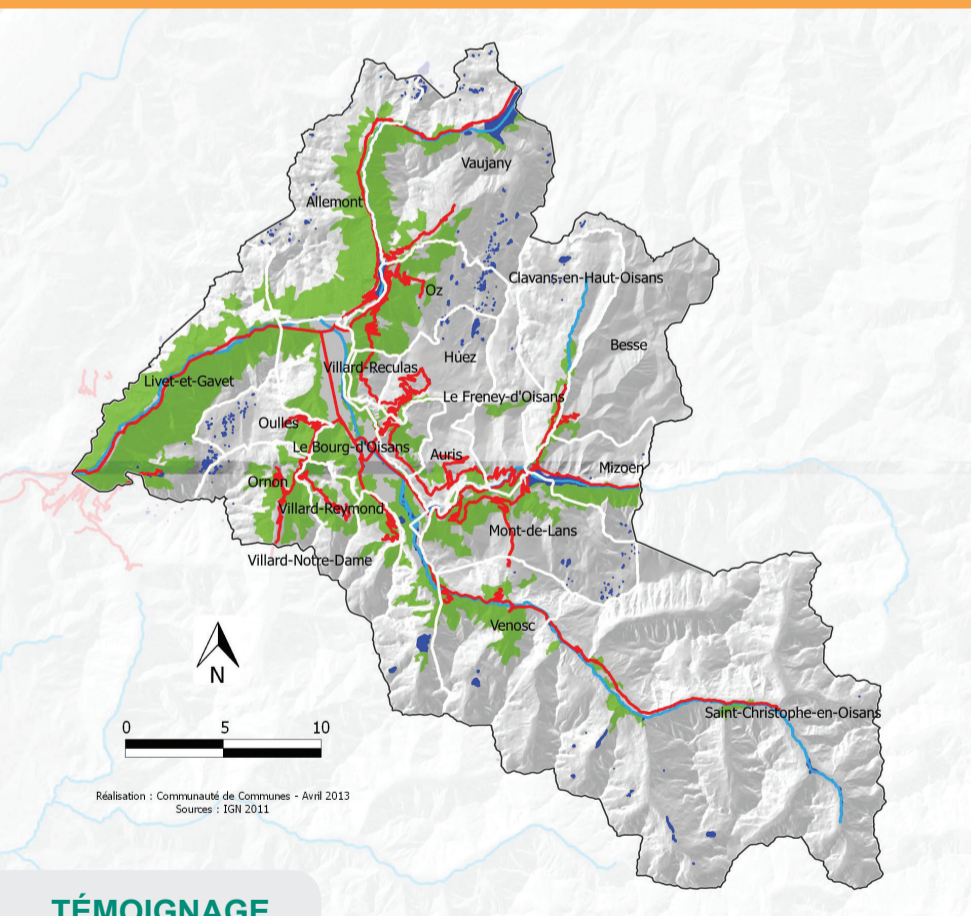 Vaujany
Allemont
Clavans-en-Haut-Oisans
Oz
Besse
Huez
Villard-Reculas
Livet-et-Gavet
Le Freney-d'Oisans
Oulles
Le Bourg-d'Oisans
Auris
Mizoen
Ornon
Villard-Reymond
Mont-de-Lans
Villard-Notre-Dame
Venosc
N
Saint-Christophe-en-Oisans
0 5 10
Réalisation : Communauté de Communes - Avril 2013
Sources : IGN 2011
TÉMOIGNAGE